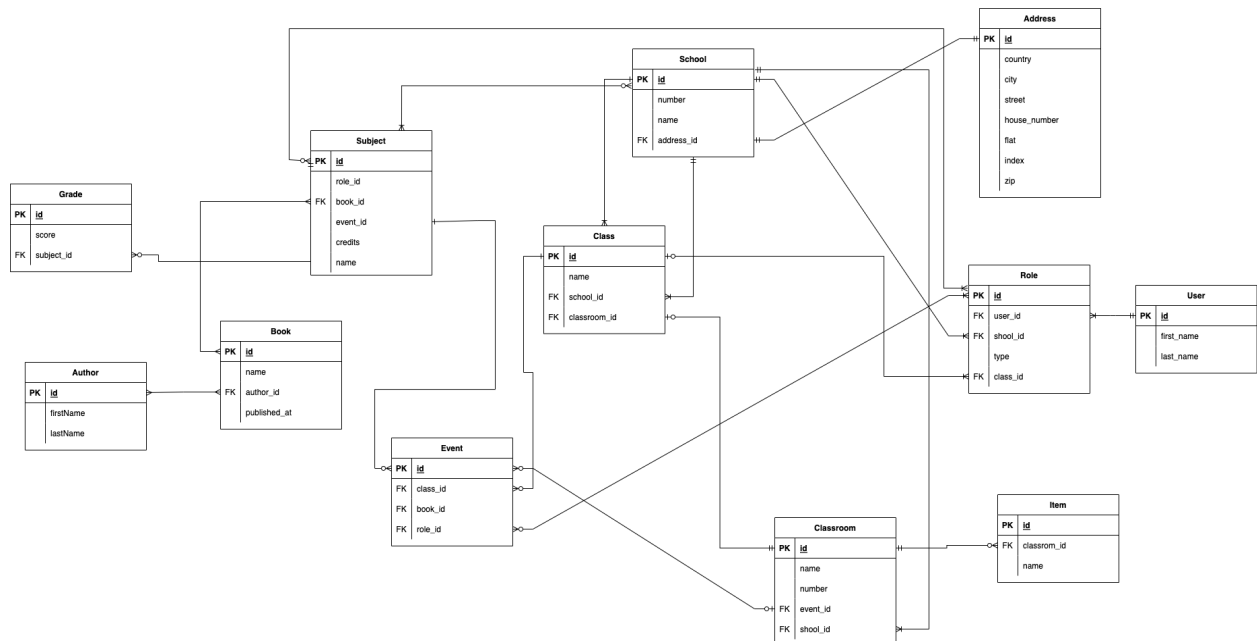 Address
PK id
country
city
street
house_number
flat
index
zip
School
PK id
number
name
FK address_id
Subject
PK id
role_id
FK book_id
event_id
credits
name
Grade
PK id
score
FK subject_id
Class
PK id
name
FK school_id
FK classroom_id
Role
PK id
FK user_id
FK shool_id
type
FK class_id
User
PK id
first_name
last_name
Book
PK id
name
FK author_id
published_at
Author
PK id
firstName
lastName
Event
PK id
FK class_id
FK book_id
FK role_id
Classroom
PK id
name
number
FK event_id
FK shool_id
Item
PK id
FK classrom_id
name